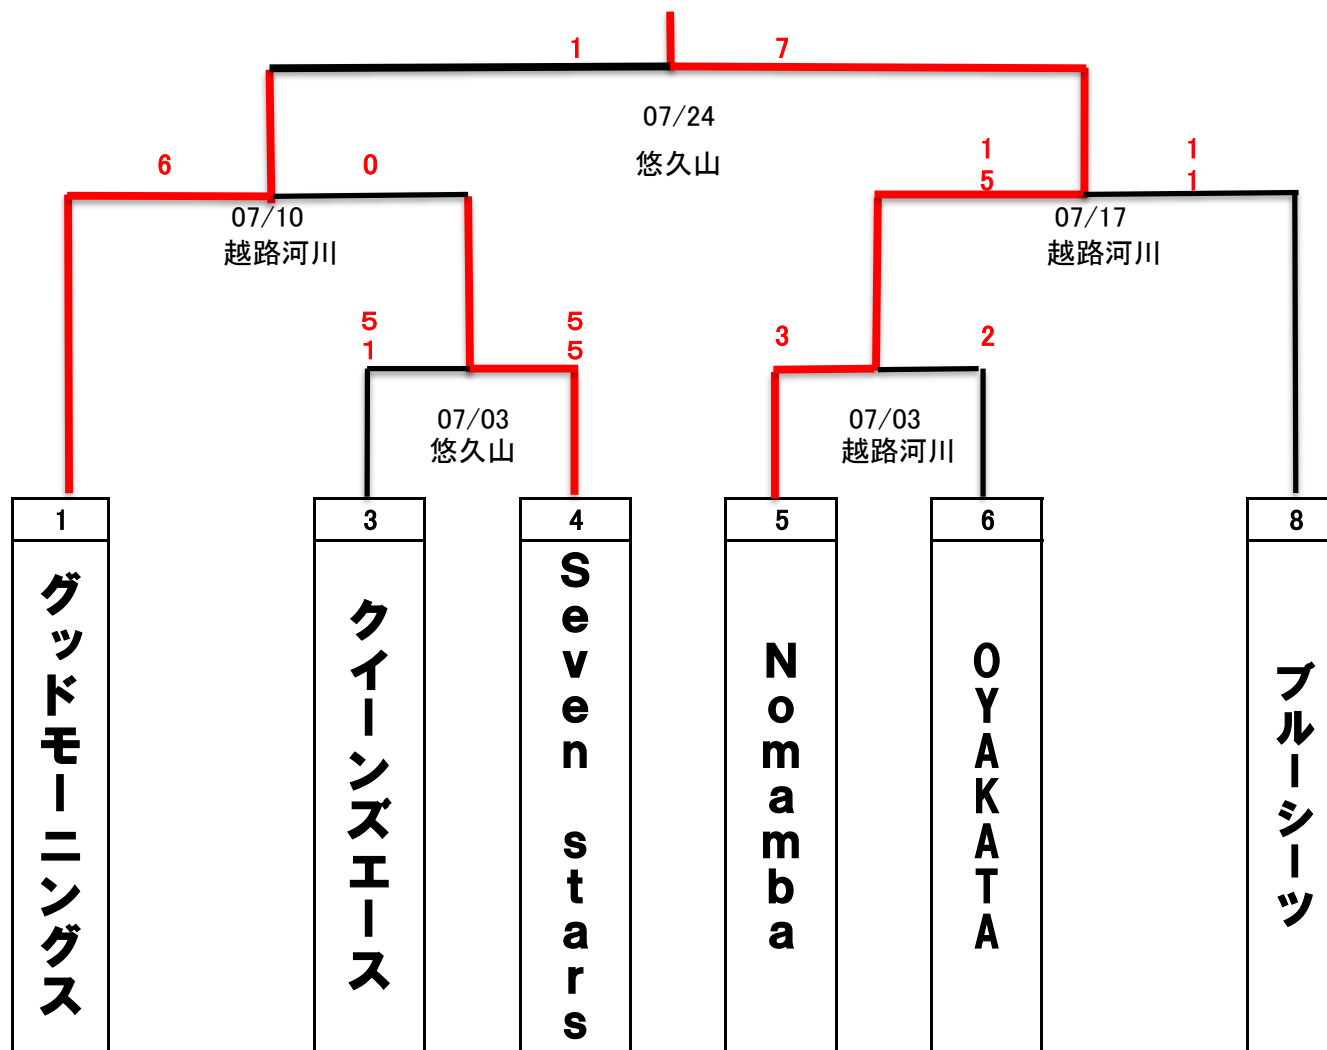 1 7
07/24
悠久山
6 0
1 1
5 1
07/10
越路河川
07/17
越路河川
5 5
1 5
3 2
07/03
悠久山
07/03
越路河川
1 3 4 5 6 8
グッドモーニングス
クイーンズエース
Seven stars
Nomamba
OYAKATA
ブルーシーツ